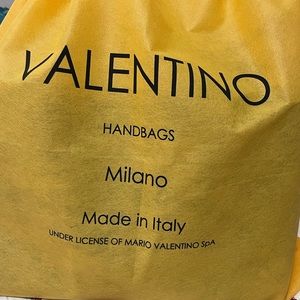 VALENTINO
HANDBAGS
Milano
Made in Italy
UNDER LICENSE OF MARIO VALENTINO SpA